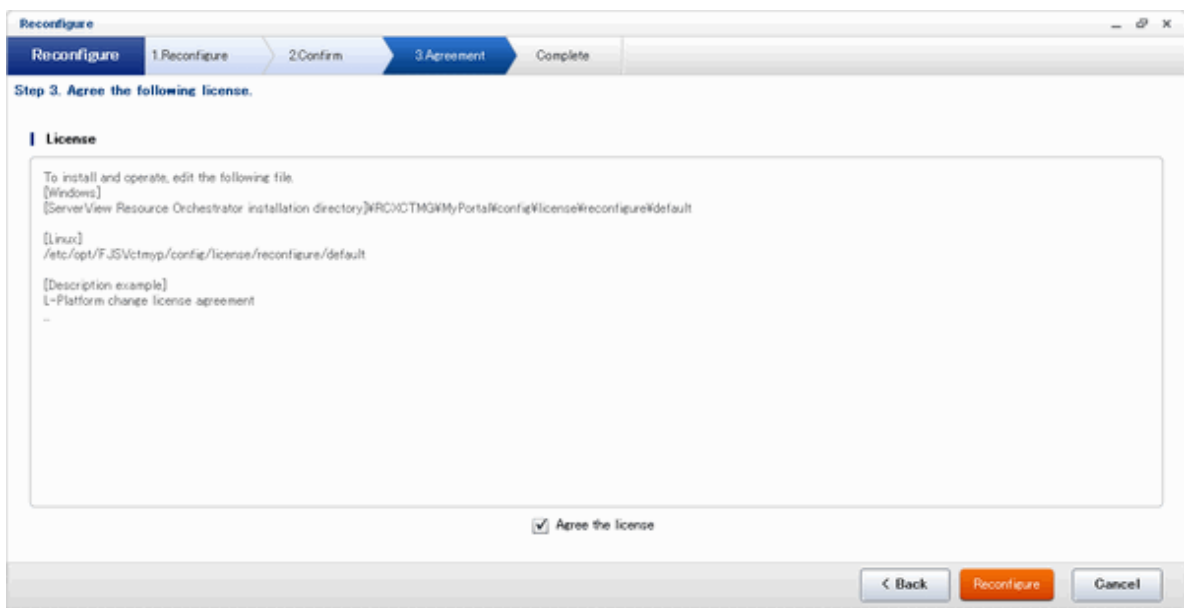 Reconfigure
Reconfigure 1.Reconfigure 2.Confirm 3.Agreement Complete
Step 3. Agree the following license.
License
To install and operate, edit the following file.
[Windows]
[ServerView Resource Orchestrator installation directory]¥RCXCTMG¥MyPortal¥config¥license¥reconfigure¥default
[Linux]
/etc/opt/FJSVctmyp/config/license/reconfigure/default
[Description example]
L-Platform change license agreement
...
Agree the license
< Back Reconfigure Cancel